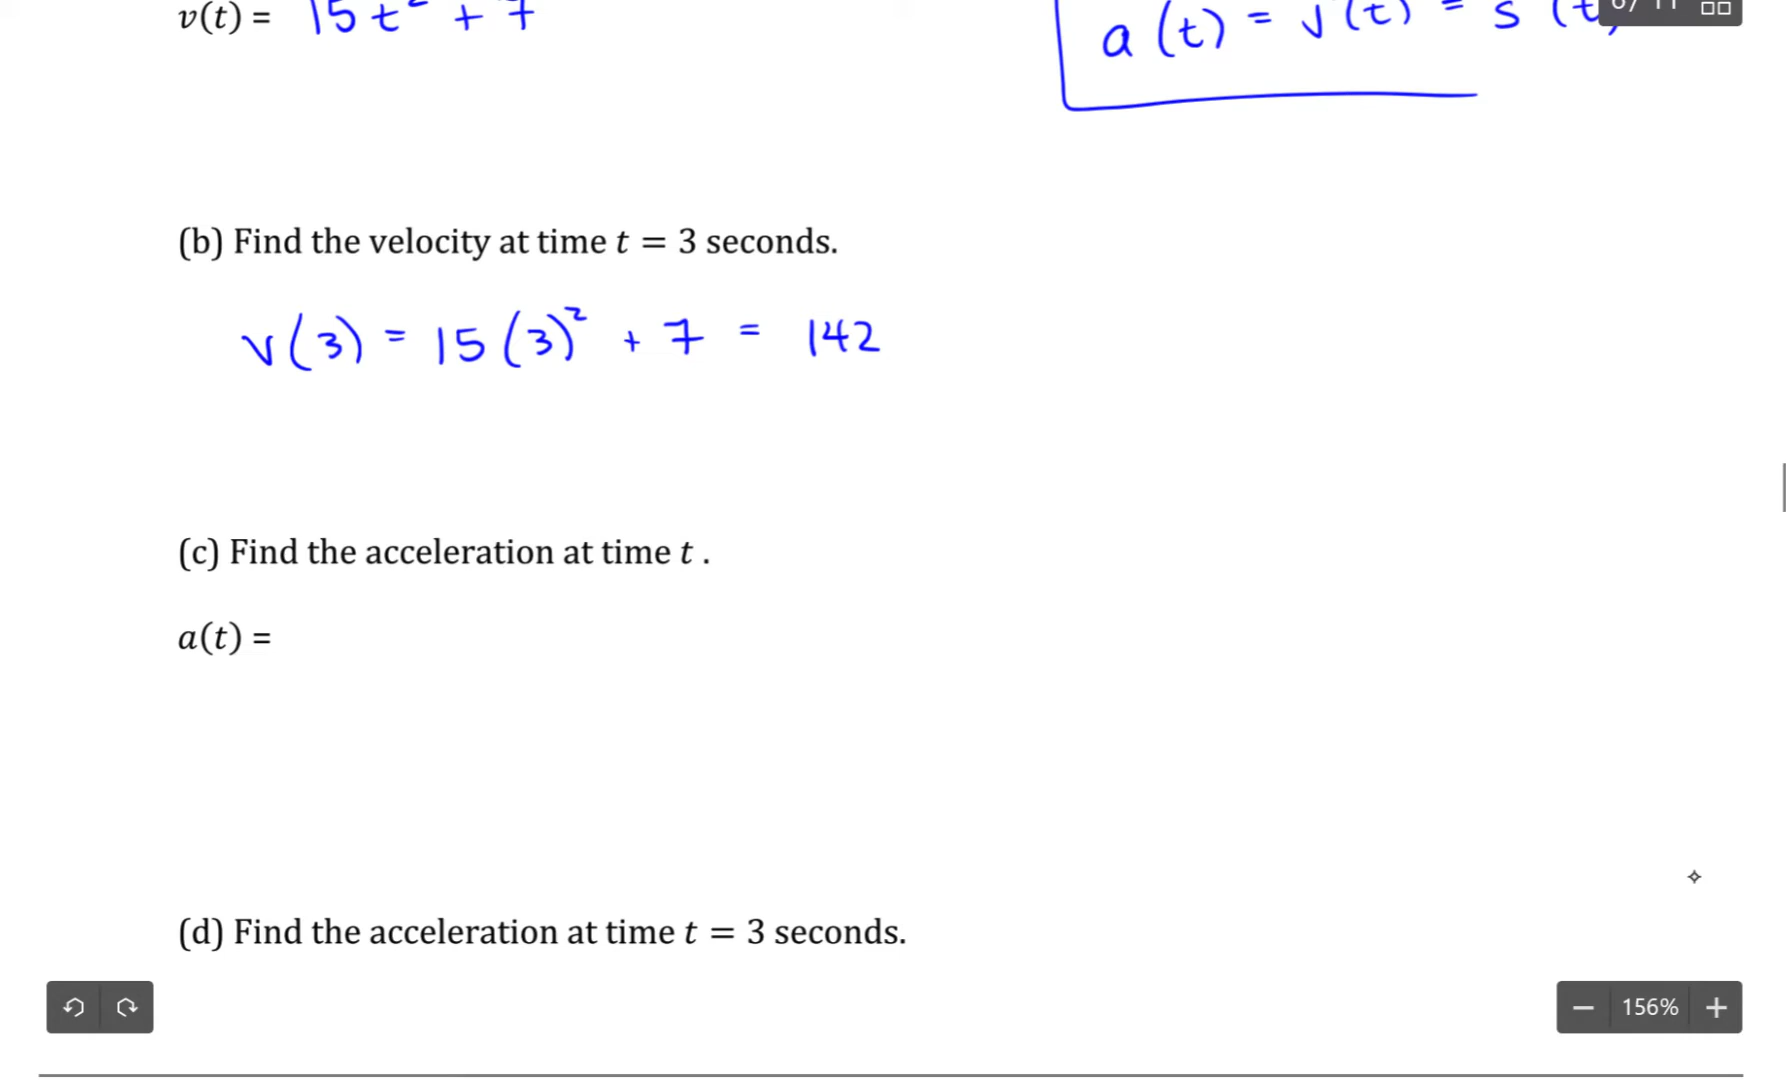 v(t) = 15t² + 7
a(t) = v'(t) = s (t)
(b) Find the velocity at time t = 3 seconds.
v(3) = 15(3)² + 7 = 142
(c) Find the acceleration at time t .
a(t) =
(d) Find the acceleration at time t = 3 seconds.
156%